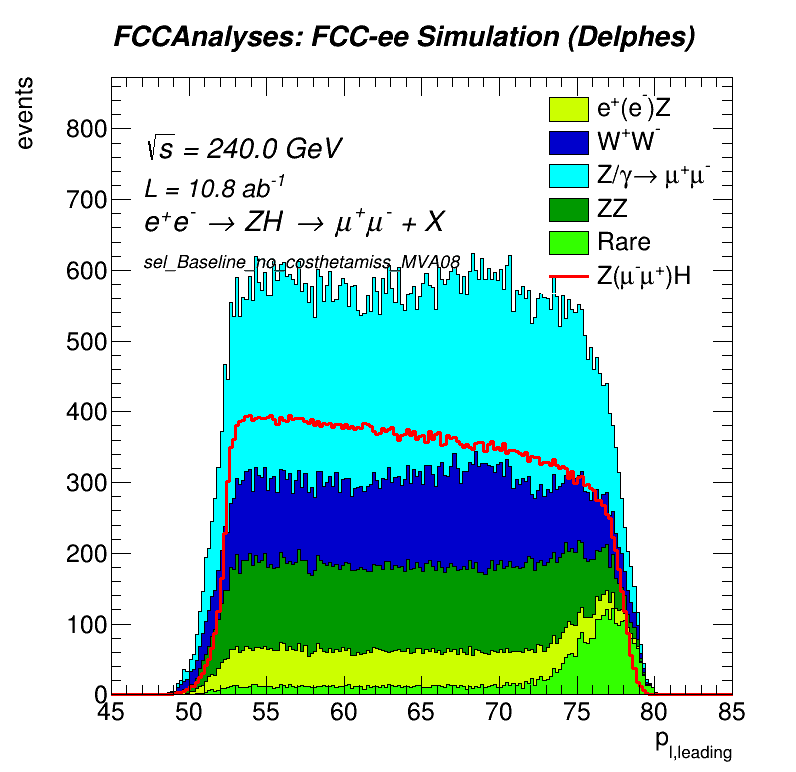 FCCAnalyses: FCC-ee Simulation (Delphes)
events
√s = 240.0 GeV
L = 10.8 ab⁻¹
e⁺e⁻ → ZH → μ⁺μ⁻ + X
sel_Baseline_no_costhetamiss_MVA08
e⁺(e⁻)Z
W⁺W⁻
Z/γ→ μ⁺μ⁻
ZZ
Rare
Z(μ⁻μ⁺)H
800
700
600
500
400
300
200
100
0
45 50 55 60 65 70 75 80 85
p_l,leading